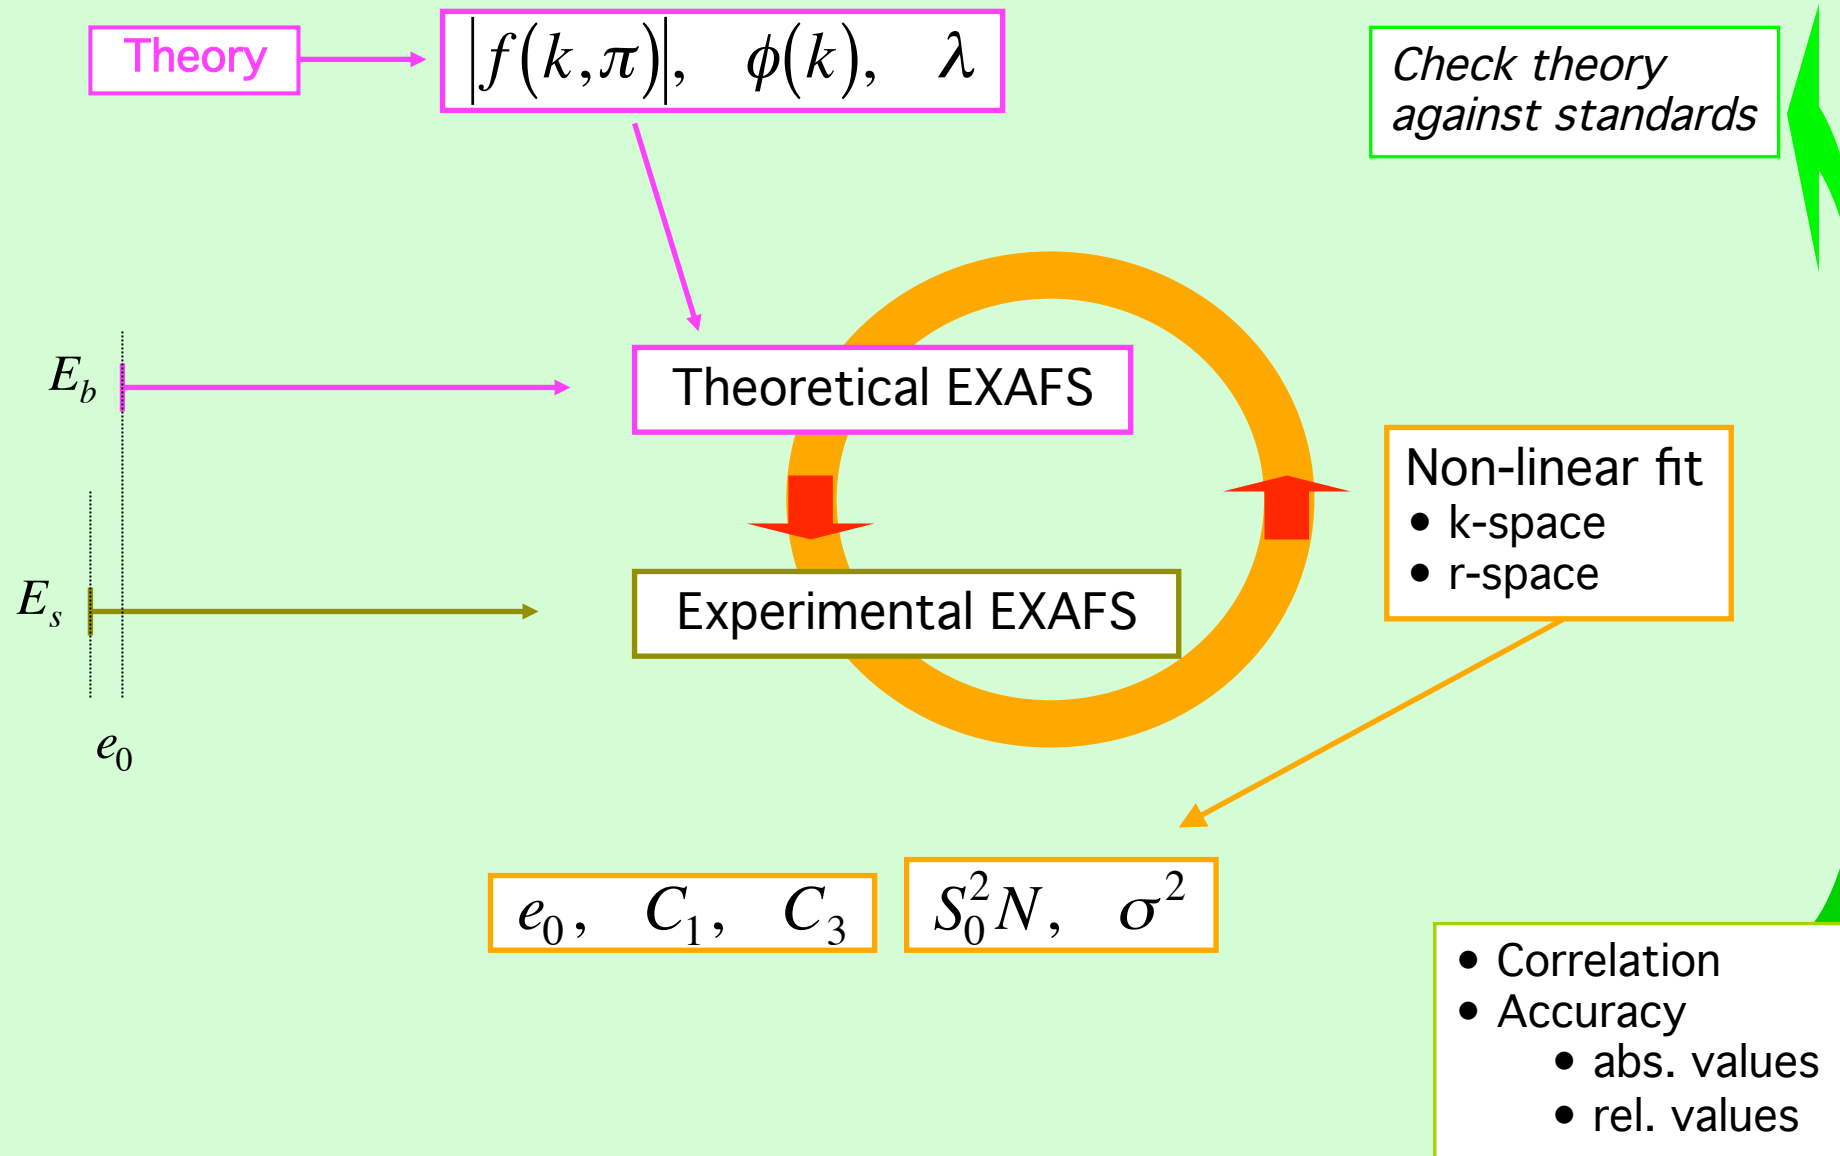 Theory
|f(k,π)|, ϕ(k), λ
Check theory
against standards
E_b
Theoretical EXAFS
Non-linear fit
• k-space
• r-space
E_s
Experimental EXAFS
e_0
e_0, C_1, C_3
S_0^2 N, σ^2
• Correlation
• Accuracy
• abs. values
• rel. values